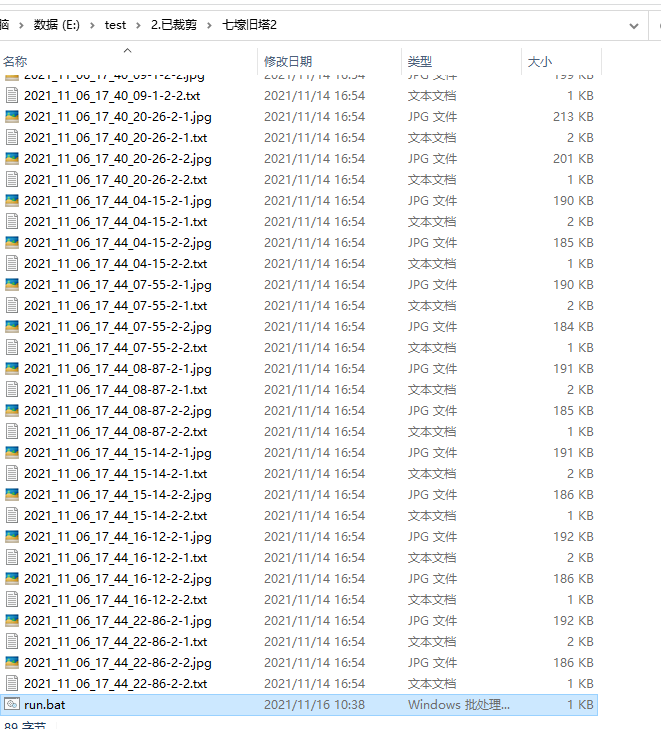 脑 › 数据 (E:) › test › 2.已裁剪 › 七壕旧塔2
名称 修改日期 类型 大小
2021_11_06_17_40_09-1-2-2.jpg 2021/11/14 16:54 JPG 文件 199 KB
2021_11_06_17_40_09-1-2-2.txt 2021/11/14 16:54 文本文档 1 KB
2021_11_06_17_40_20-26-2-1.jpg 2021/11/14 16:54 JPG 文件 213 KB
2021_11_06_17_40_20-26-2-1.txt 2021/11/14 16:54 文本文档 2 KB
2021_11_06_17_40_20-26-2-2.jpg 2021/11/14 16:54 JPG 文件 201 KB
2021_11_06_17_40_20-26-2-2.txt 2021/11/14 16:54 文本文档 1 KB
2021_11_06_17_44_04-15-2-1.jpg 2021/11/14 16:54 JPG 文件 190 KB
2021_11_06_17_44_04-15-2-1.txt 2021/11/14 16:54 文本文档 2 KB
2021_11_06_17_44_04-15-2-2.jpg 2021/11/14 16:54 JPG 文件 185 KB
2021_11_06_17_44_04-15-2-2.txt 2021/11/14 16:54 文本文档 1 KB
2021_11_06_17_44_07-55-2-1.jpg 2021/11/14 16:54 JPG 文件 190 KB
2021_11_06_17_44_07-55-2-1.txt 2021/11/14 16:54 文本文档 2 KB
2021_11_06_17_44_07-55-2-2.jpg 2021/11/14 16:54 JPG 文件 184 KB
2021_11_06_17_44_07-55-2-2.txt 2021/11/14 16:54 文本文档 1 KB
2021_11_06_17_44_08-87-2-1.jpg 2021/11/14 16:54 JPG 文件 191 KB
2021_11_06_17_44_08-87-2-1.txt 2021/11/14 16:54 文本文档 2 KB
2021_11_06_17_44_08-87-2-2.jpg 2021/11/14 16:54 JPG 文件 185 KB
2021_11_06_17_44_08-87-2-2.txt 2021/11/14 16:54 文本文档 1 KB
2021_11_06_17_44_15-14-2-1.jpg 2021/11/14 16:54 JPG 文件 191 KB
2021_11_06_17_44_15-14-2-1.txt 2021/11/14 16:54 文本文档 2 KB
2021_11_06_17_44_15-14-2-2.jpg 2021/11/14 16:54 JPG 文件 186 KB
2021_11_06_17_44_15-14-2-2.txt 2021/11/14 16:54 文本文档 1 KB
2021_11_06_17_44_16-12-2-1.jpg 2021/11/14 16:54 JPG 文件 192 KB
2021_11_06_17_44_16-12-2-1.txt 2021/11/14 16:54 文本文档 2 KB
2021_11_06_17_44_16-12-2-2.jpg 2021/11/14 16:54 JPG 文件 186 KB
2021_11_06_17_44_16-12-2-2.txt 2021/11/14 16:54 文本文档 1 KB
2021_11_06_17_44_22-86-2-1.jpg 2021/11/14 16:54 JPG 文件 192 KB
2021_11_06_17_44_22-86-2-1.txt 2021/11/14 16:54 文本文档 2 KB
2021_11_06_17_44_22-86-2-2.jpg 2021/11/14 16:54 JPG 文件 186 KB
2021_11_06_17_44_22-86-2-2.txt 2021/11/14 16:54 文本文档 1 KB
run.bat 2021/11/16 10:38 Windows 批处理... 1 KB
89 字节